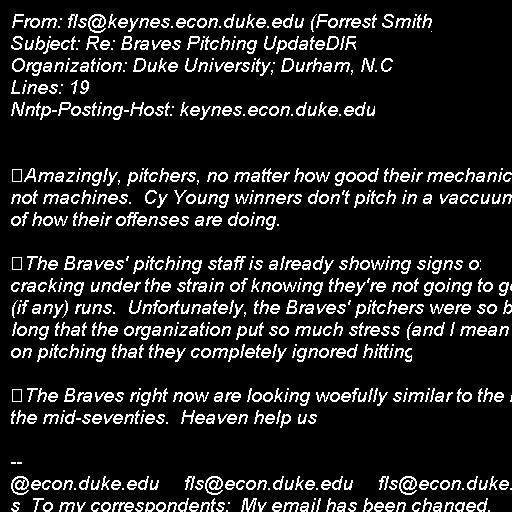 From: fls@keynes.econ.duke.edu (Forrest Smith)
Subject: Re: Braves Pitching UpdateDIR
Organization: Duke University; Durham, N.C
Lines: 19
Nntp-Posting-Host: keynes.econ.duke.edu
Amazingly, pitchers, no matter how good their mechanic
not machines.  Cy Young winners don't pitch in a vaccuum
of how their offenses are doing.
The Braves' pitching staff is already showing signs of
cracking under the strain of knowing they're not going to g
(if any) runs.  Unfortunately, the Braves' pitchers were so b
long that the organization put so much stress (and I mean
on pitching that they completely ignored hitting
The Braves right now are looking woefully similar to the
the mid-seventies.  Heaven help us
--
@econ.duke.edu    fls@econ.duke.edu    fls@econ.duke.
s  To my correspondents:  My email has been changed.